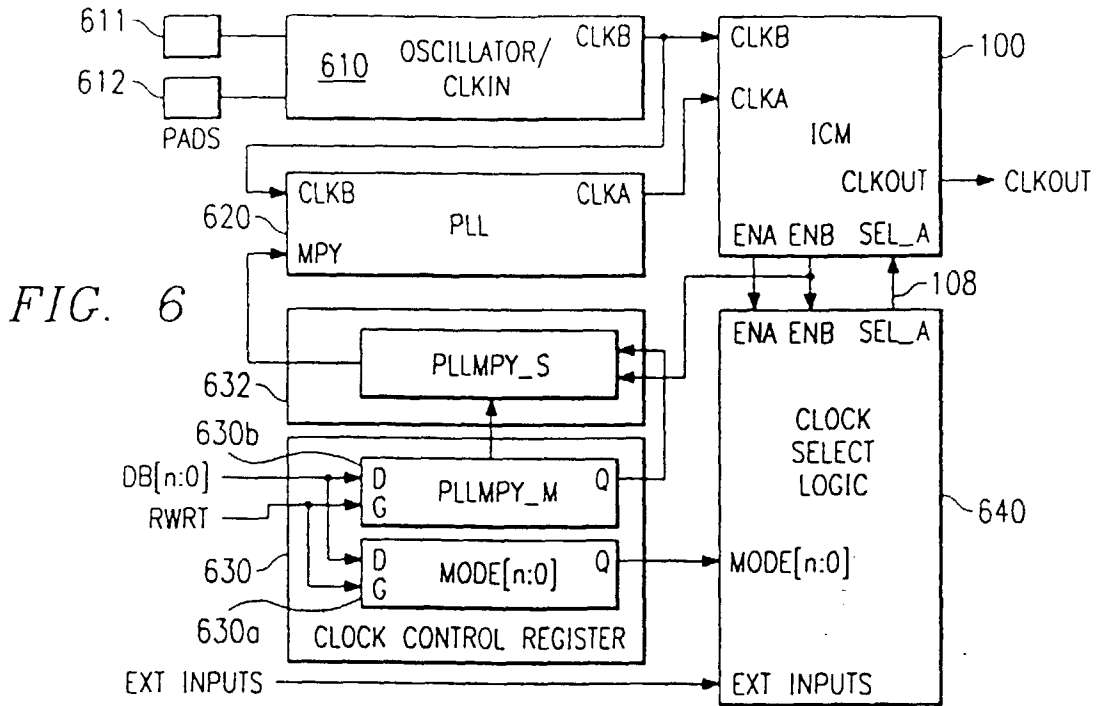 611
612
PADS
610
OSCILLATOR/
CLKIN
CLKB
CLKB
CLKA
ICM
CLKOUT
CLKOUT
ENA ENB SEL_A
100
CLKB
CLKA
PLL
MPY
620
FIG. 6
108
PLLMPY_S
632
630b
DB[n:0]
RWRT
D
G
PLLMPY_M
Q
D
G
MODE[n:0]
Q
630
630a
CLOCK CONTROL REGISTER
EXT INPUTS
ENA ENB SEL_A
CLOCK
SELECT
LOGIC
640
MODE[n:0]
EXT INPUTS